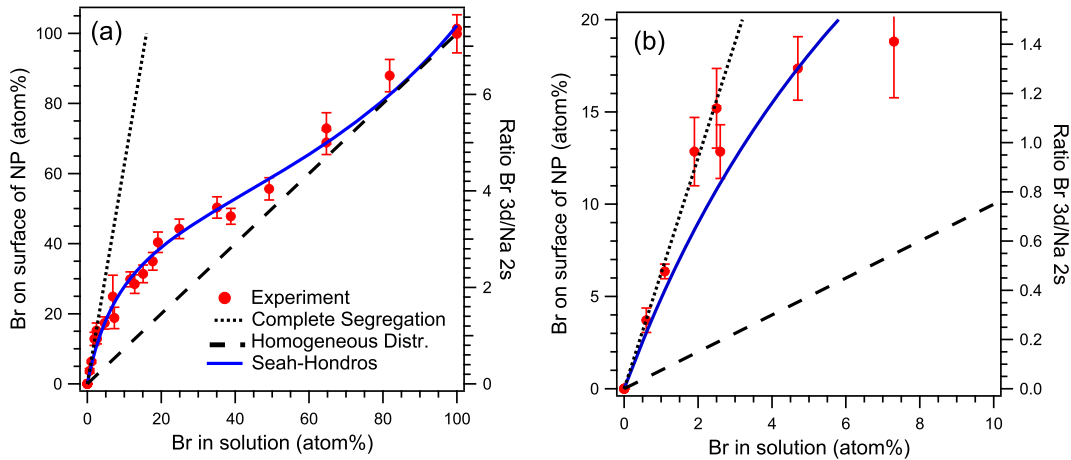 (a)
Br on surface of NP (atom%)
100
80
60
40
20
0
Experiment
Complete Segregation
Homogeneous Distr.
Seah-Hondros
6
4
2
0
Ratio Br 3d/Na 2s
0 20 40 60 80 100
Br in solution (atom%)
(b)
Br on surface of NP (atom%)
20
15
10
5
0
1.4
1.2
1.0
0.8
0.6
0.4
0.2
0.0
Ratio Br 3d/Na 2s
0 2 4 6 8 10
Br in solution (atom%)